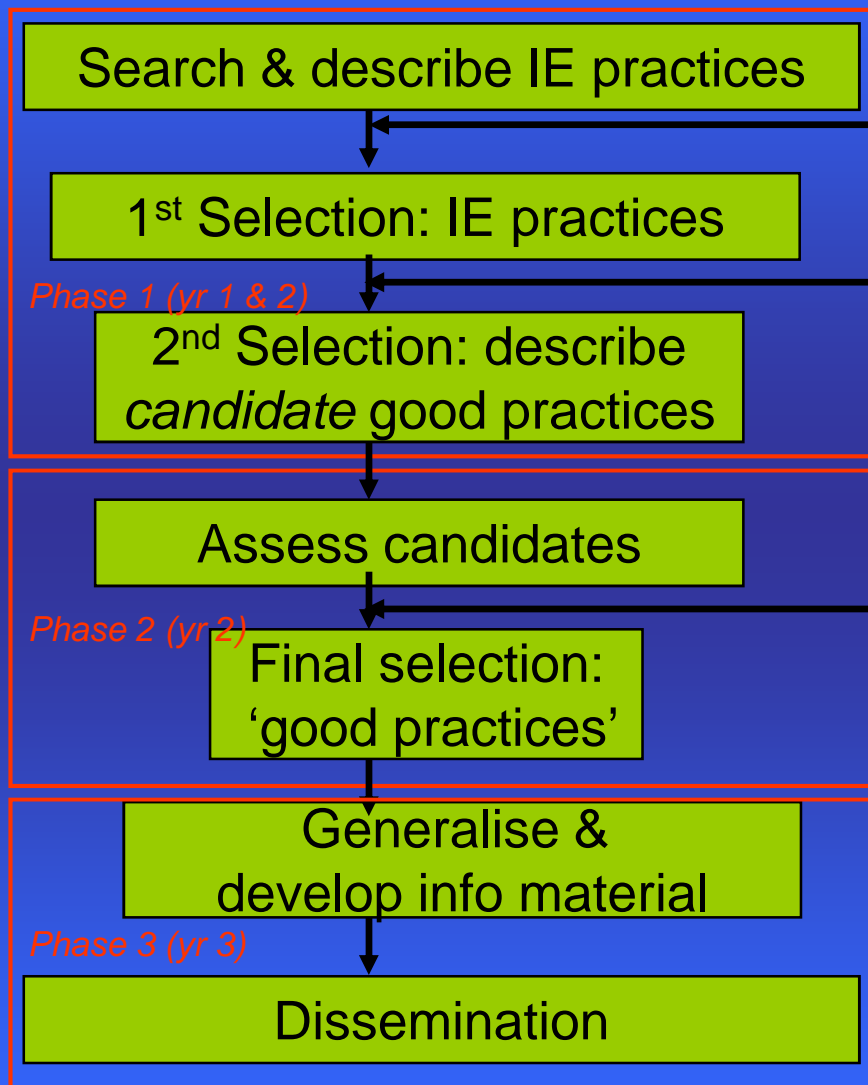 Search & describe IE practices
1st Selection: IE practices
Phase 1 (yr 1 & 2)
2nd Selection: describe
candidate good practices
Assess candidates
Phase 2 (yr 2)
Final selection:
‘good practices’
Generalise &
develop info material
Phase 3 (yr 3)
Dissemination